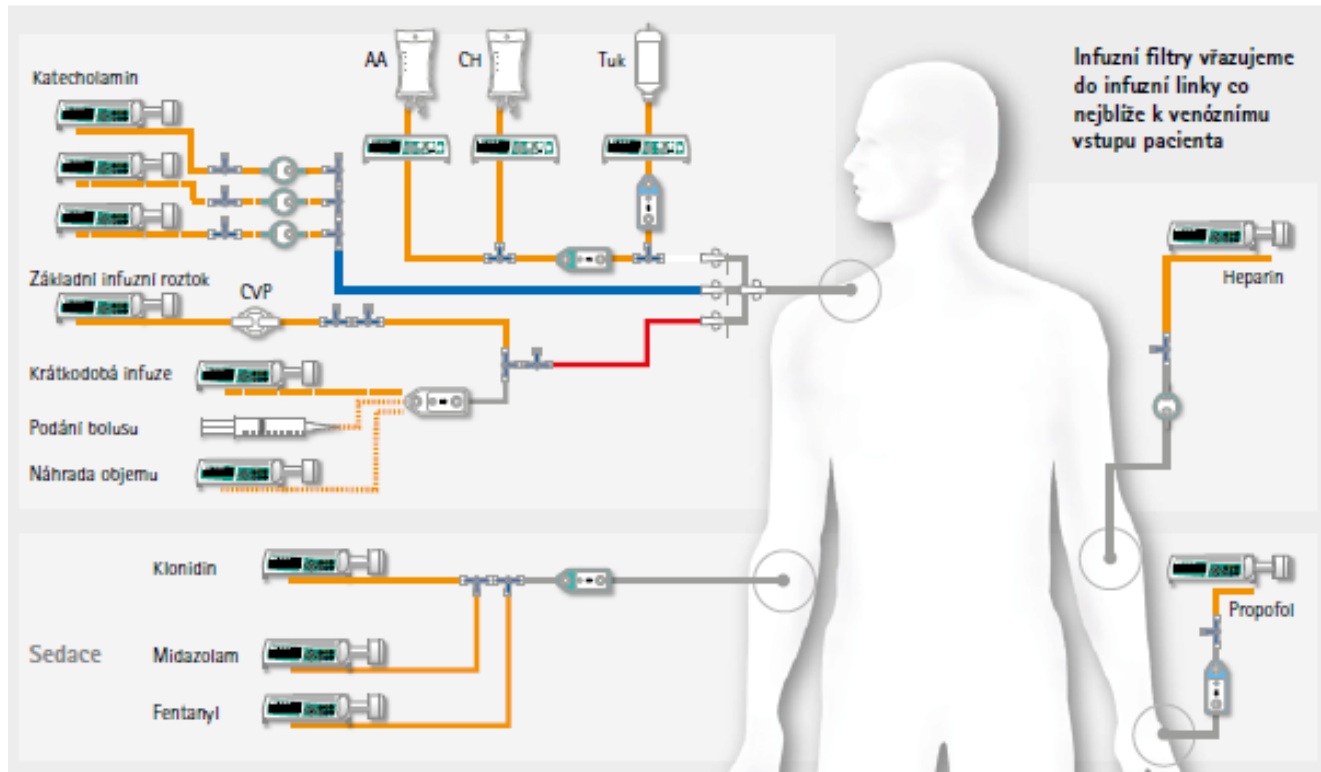 Katecholamin
AA
CH
Tuk
Infuzní filtry vřazujeme
do infuzní linky co
nejblíže k venóznímu
vstupu pacienta
Základní infuzní roztok
CVP
Heparin
Krátkodobá infuze
Podání bolusu
Náhrada objemu
Klonidin
Sedace
Midazolam
Fentanyl
Propofol